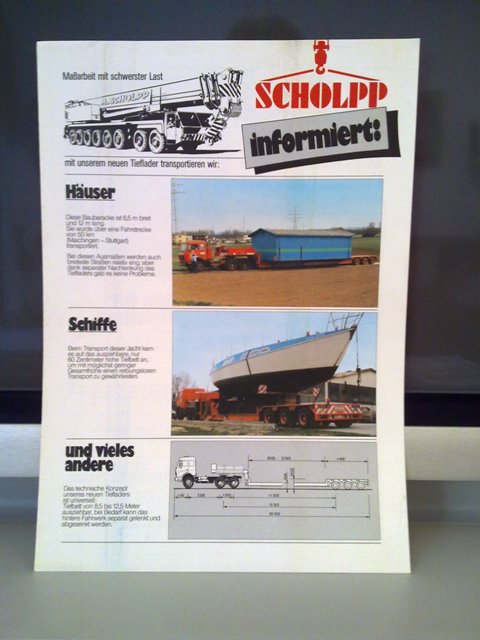 Maßarbeit mit schwerster Last
A. SCHOLPP
SCHOLPP
informiert:
mit unserem neuen Tieflader transportieren wir:
Häuser
Diese Baubaracke ist 6,5 m breit
und 12 m lang.
Sie wurde über eine Fahrstrecke
von 50 km
(Maichingen – Stuttgart)
transportiert.
Bei diesen Ausmaßen werden auch
breiteste Straßen relativ eng; aber
dank separater Nachlenkung des
Tiefladers gab es keine Probleme.
Schiffe
Beim Transport dieser Jacht kam
es auf das ausziehbare, nur
60 Zentimeter hohe Tiefbett an,
um mit möglichst geringer
Gesamthöhe einen reibungslosen
Transport zu gewährleisten.
und vieles
andere
Das technische Konzept
unseres neuen Tiefladers
ist universell:
Tiefbett von 8,5 bis 12,5 Meter
ausziehbar, bei Bedarf kann das
hintere Fahrwerk separat gelenkt und
abgesenkt werden.